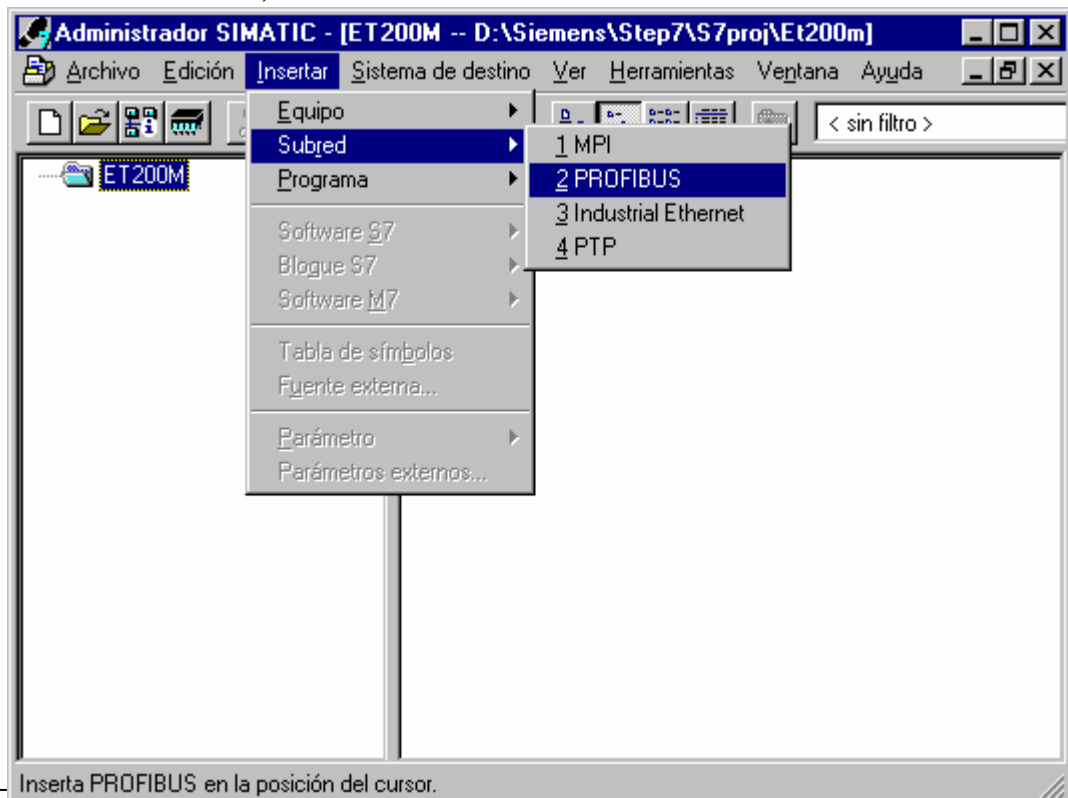 Administrador SIMATIC - [ET200M -- D:\Siemens\Step7\S7proj\Et200m]
Archivo Edición Insertar Sistema de destino Ver Herramientas Ventana Ayuda
< sin filtro >
ET200M
Equipo
Subred
Programa
Software S7
Bloque S7
Software M7
Tabla de símbolos
Fuente externa...
Parámetro
Parámetros externos...
1 MPI
2 PROFIBUS
3 Industrial Ethernet
4 PTP
Inserta PROFIBUS en la posición del cursor.